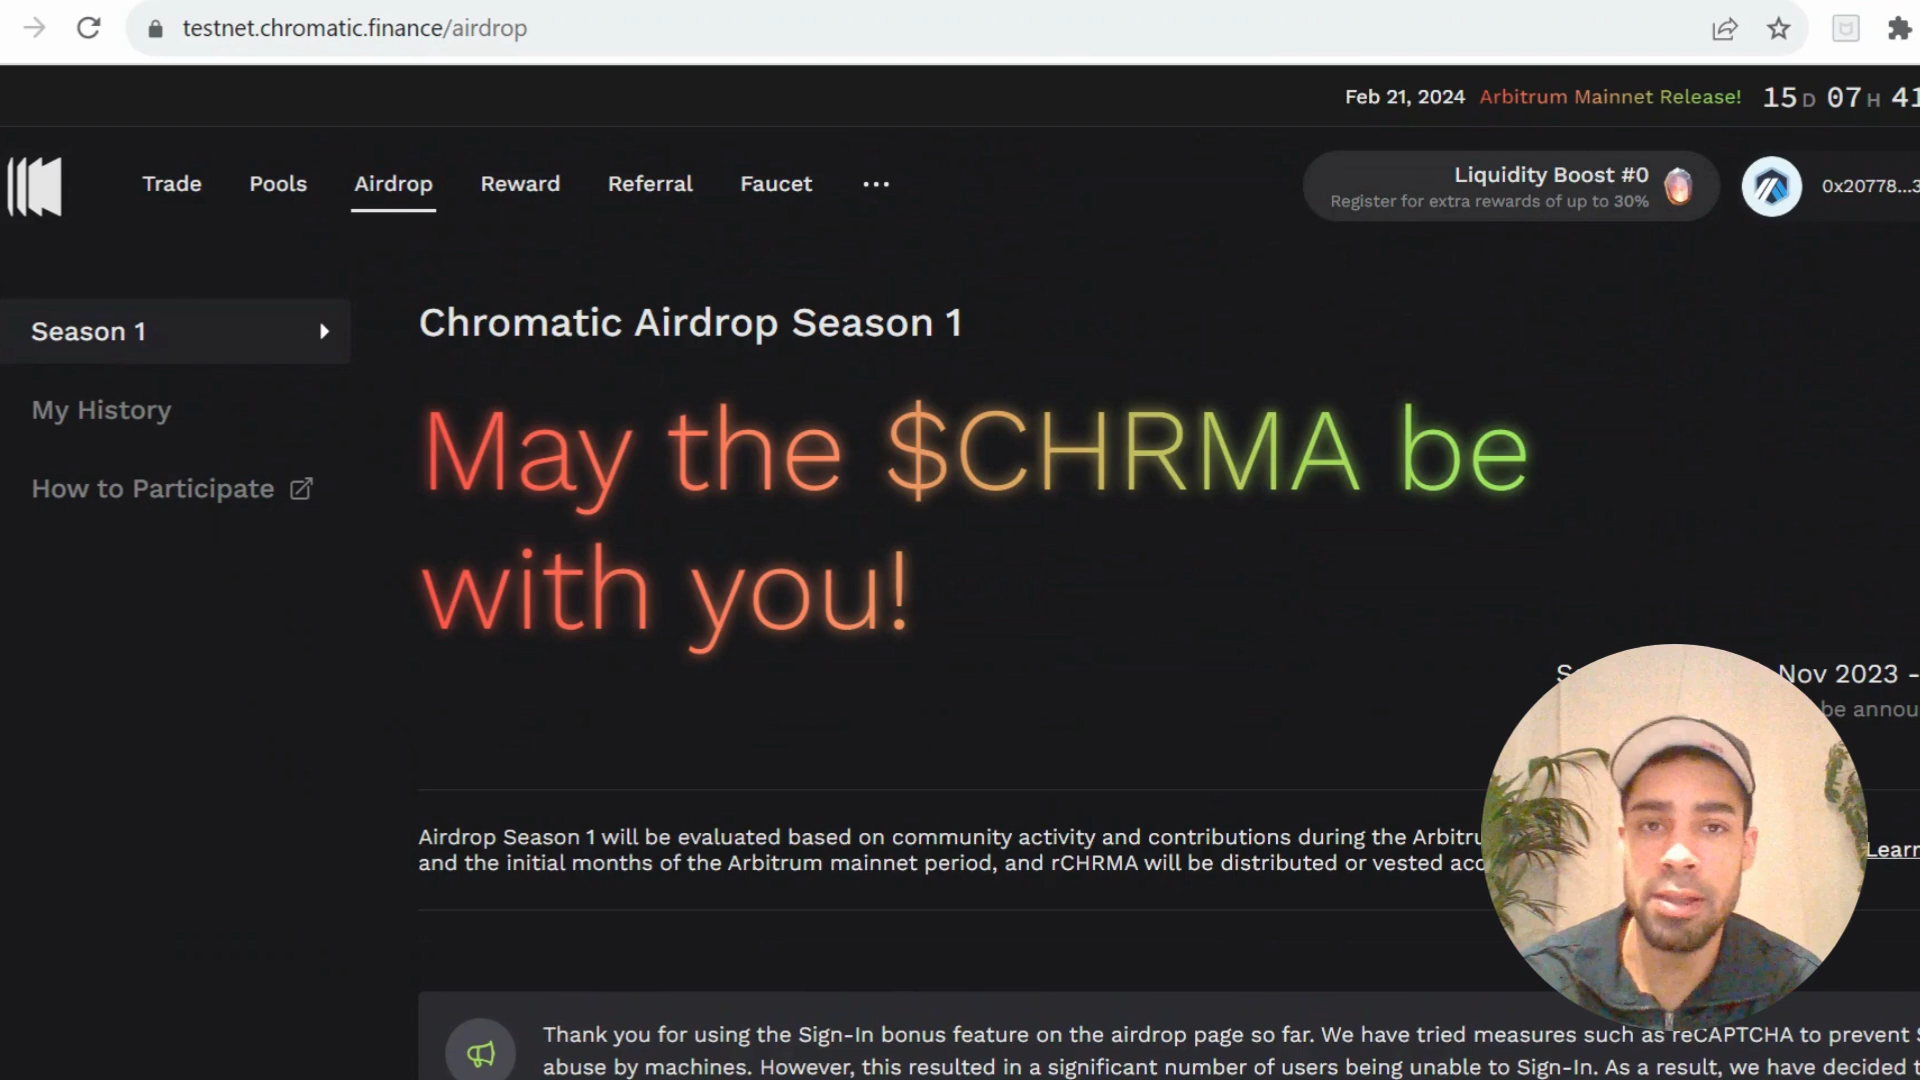 testnet.chromatic.finance/airdrop
Feb 21, 2024 Arbitrum Mainnet Release! 15 D 07 H 41
Trade Pools Airdrop Reward Referral Faucet ...
Liquidity Boost #0
Register for extra rewards of up to 30%
0x20778...3
Season 1
My History
How to Participate
Chromatic Airdrop Season 1
May the $CHRMA be
with you!
Nov 2023 -
be
Airdrop Season 1 will be evaluated based on community activity and contributions during the
and the initial months of the Arbitrum mainnet period, and rCHRMA will be distributed or vested
Thank you for using the Sign-In bonus feature on the airdrop page so far. We have tried measures such as reCAPTCHA to prevent
abuse by machines. However, this resulted in a significant number of users being unable to Sign-In. As a result, we have decided